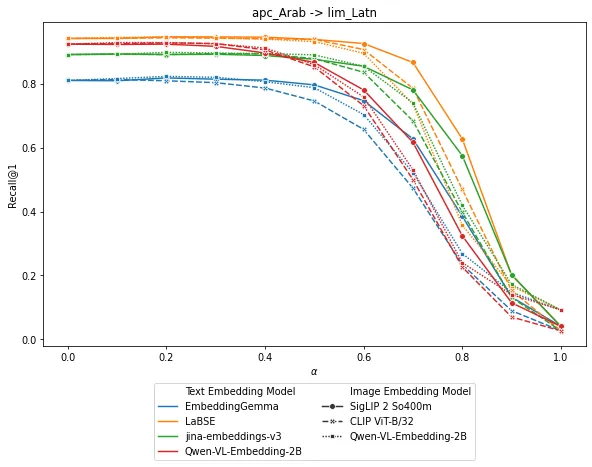 apc_Arab -> lim_Latn
Recall@1
0.8
0.6
0.4
0.2
0.0
0.0 0.2 0.4 0.6 0.8 1.0
α
Text Embedding Model Image Embedding Model
EmbeddingGemma SigLIP 2 So400m
LaBSE CLIP ViT-B/32
jina-embeddings-v3 Qwen-VL-Embedding-2B
Qwen-VL-Embedding-2B